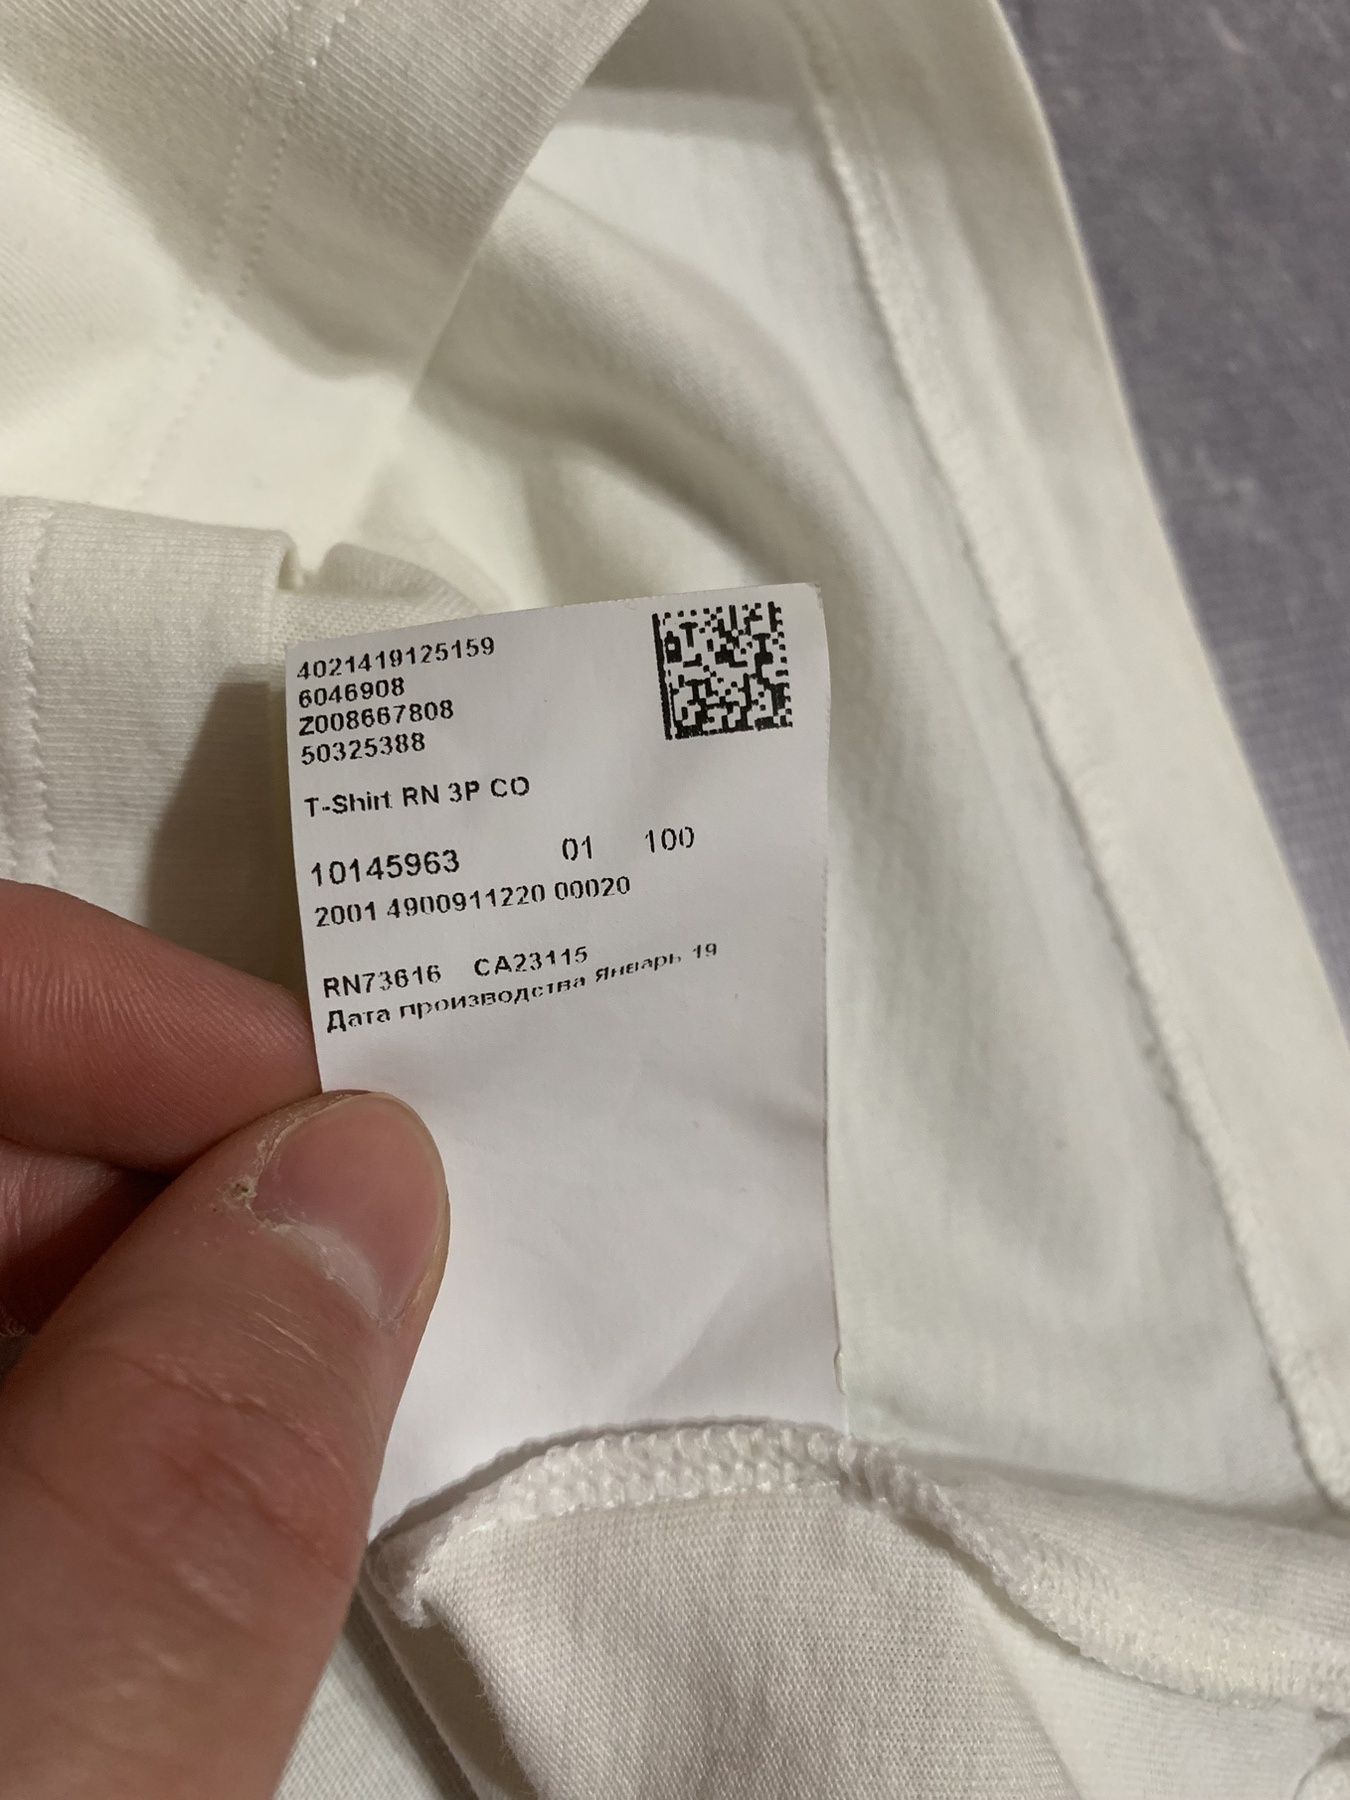 4021419125159
6046908
Z008667808
50325388
T-Shirt RN 3P CO
10145963 01 100
2001 4900911220 00020
RN73616 CA23115
Дата производства Январь 19